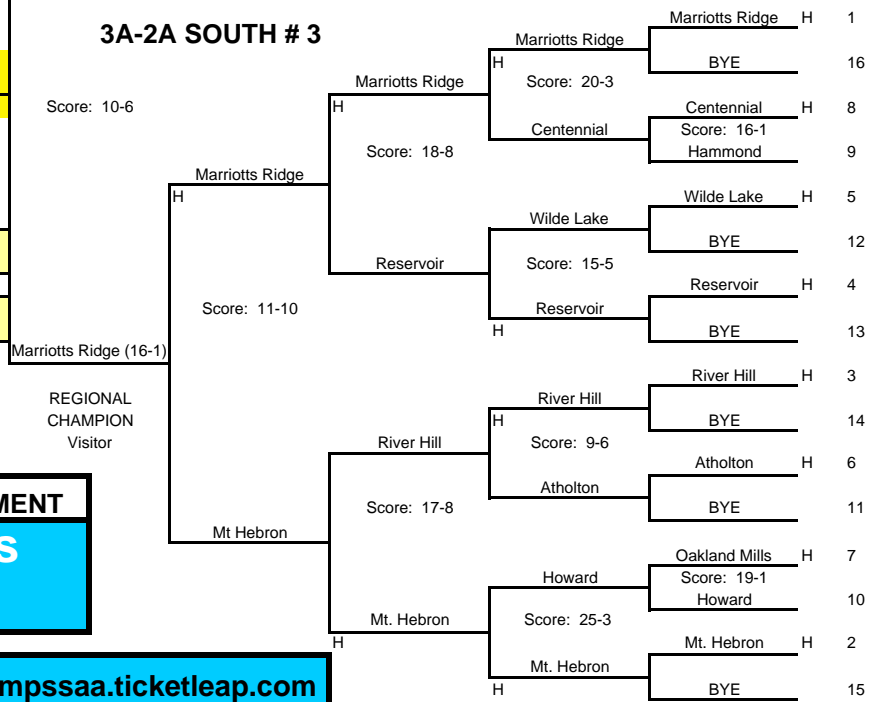 3A-2A SOUTH # 3
Marriotts Ridge H 1
Marriotts Ridge
H
BYE 16
Marriotts Ridge
H
Score: 20-3
Score: 10-6
Centennial H 8
Centennial
Score: 16-1
Hammond 9
Score: 18-8
Marriotts Ridge
H
Wilde Lake H 5
Wilde Lake
BYE 12
Reservoir
Score: 15-5
Reservoir H 4
Score: 11-10
Reservoir
H
BYE 13
Marriotts Ridge (16-1)
River Hill H 3
REGIONAL
CHAMPION
Visitor
River Hill
H
BYE 14
River Hill
Score: 9-6
Atholton H 6
Atholton
MENT
Score: 17-8
BYE 11
S
Mt Hebron
Oakland Mills H 7
Howard
Score: 19-1
Howard 10
Mt. Hebron
H
Score: 25-3
Mt. Hebron H 2
Mt. Hebron
H
BYE 15
mpssaa.ticketleap.com